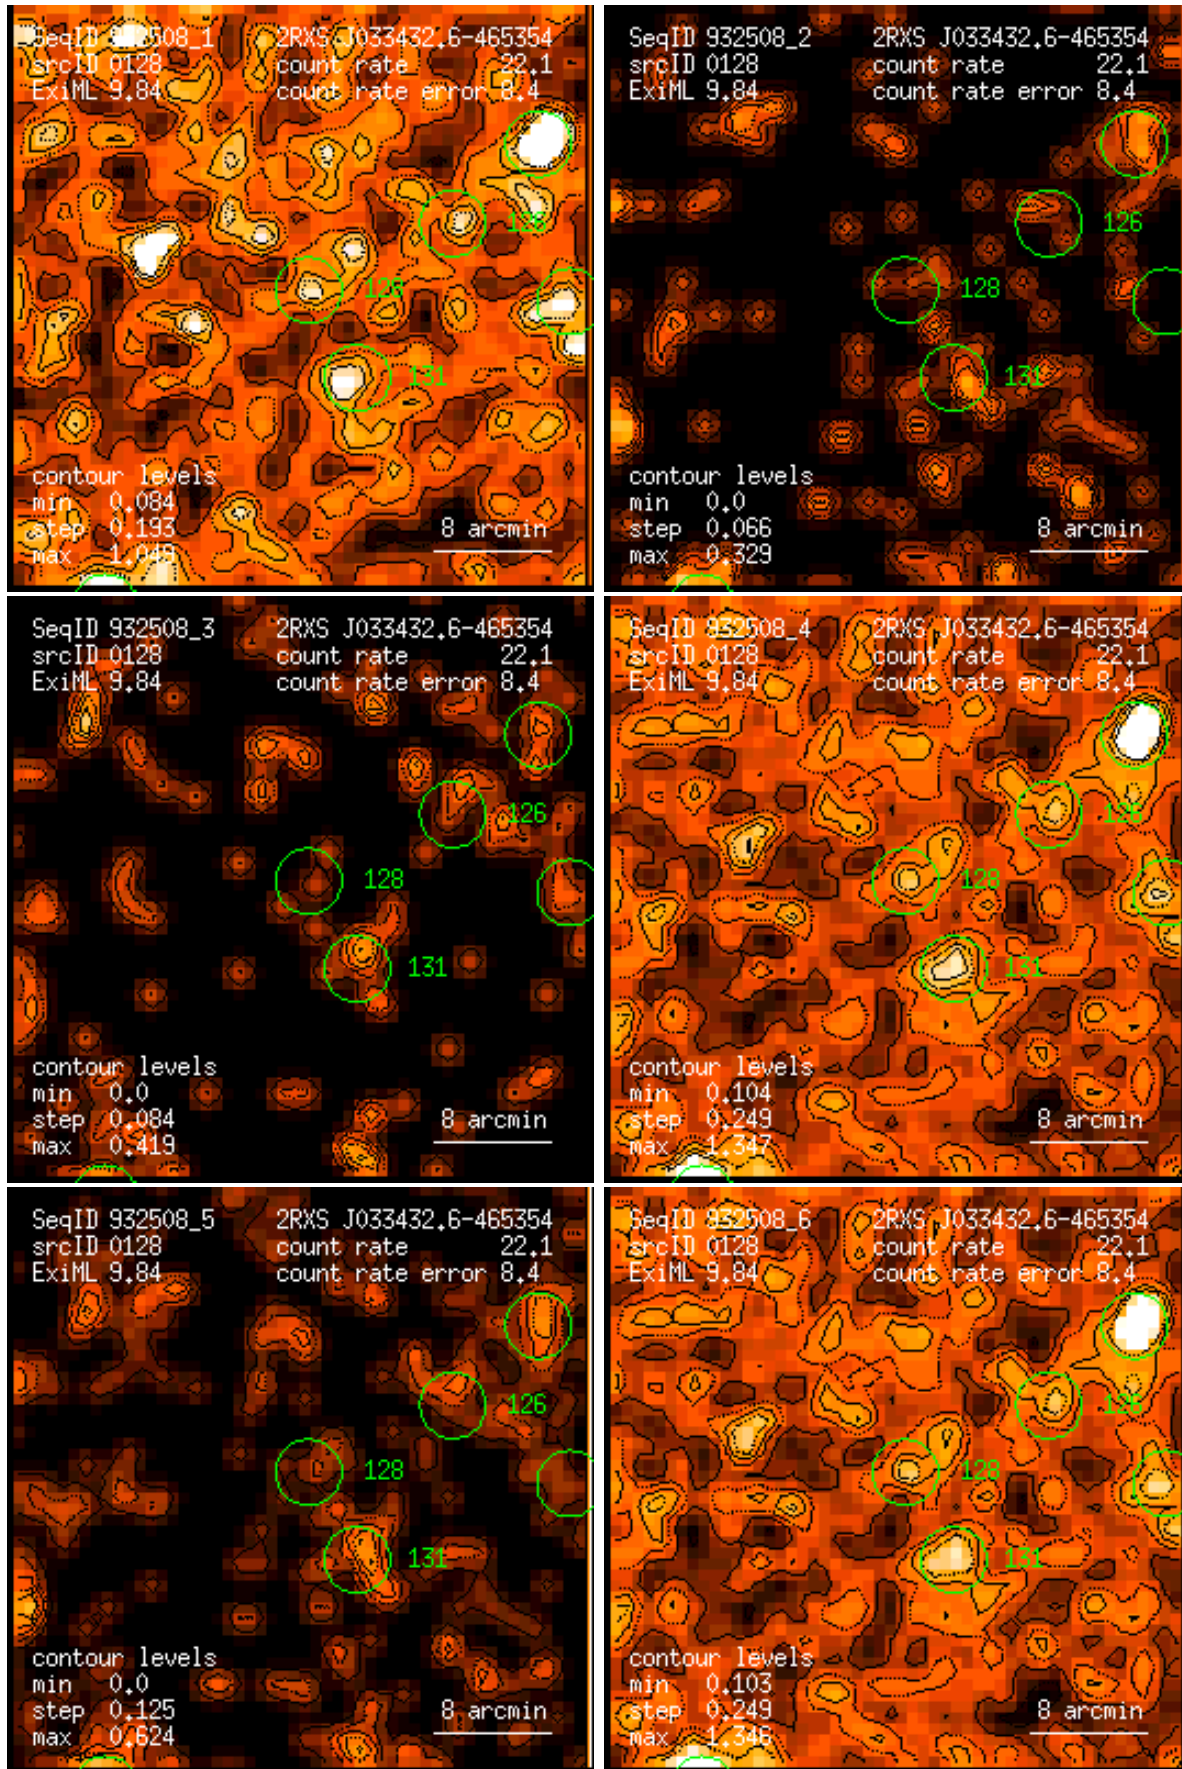 SeqID 932508_1 2RXS J033432.6-465354
srcID 0128 count rate 22.1
ExiML 9.84 count rate error 8.4
126
128
131
contour levels
min 0.084
step 0.193 8 arcmin
max 1.049
SeqID 932508_2 2RXS J033432.6-465354
srcID 0128 count rate 22.1
ExiML 9.84 count rate error 8.4
126
128
131
contour levels
min 0.0
step 0.066 8 arcmin
max 0.329
SeqID 932508_3 2RXS J033432.6-465354
srcID 0128 count rate 22.1
ExiML 9.84 count rate error 8.4
126
128
131
contour levels
min 0.0
step 0.084 8 arcmin
max 0.419
SeqID 932508_4 2RXS J033432.6-465354
srcID 0128 count rate 22.1
ExiML 9.84 count rate error 8.4
126
128
131
contour levels
min 0.104
step 0.249 8 arcmin
max 1.347
SeqID 932508_5 2RXS J033432.6-465354
srcID 0128 count rate 22.1
ExiML 9.84 count rate error 8.4
126
128
131
contour levels
min 0.0
step 0.125 8 arcmin
max 0.624
SeqID 932508_6 2RXS J033432.6-465354
srcID 0128 count rate 22.1
ExiML 9.84 count rate error 8.4
126
128
131
contour levels
min 0.103
step 0.249 8 arcmin
max 1.346